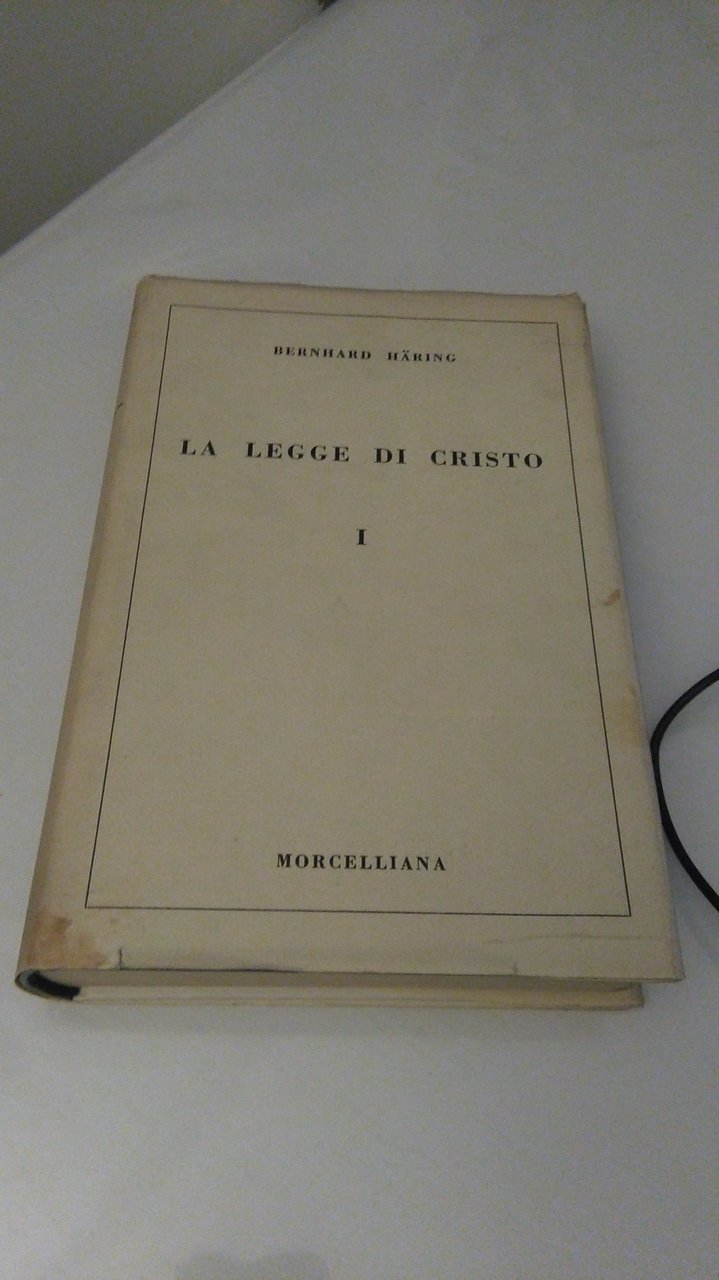 BERNHARD HÄRING
LA LEGGE DI CRISTO
I
MORCELLIANA